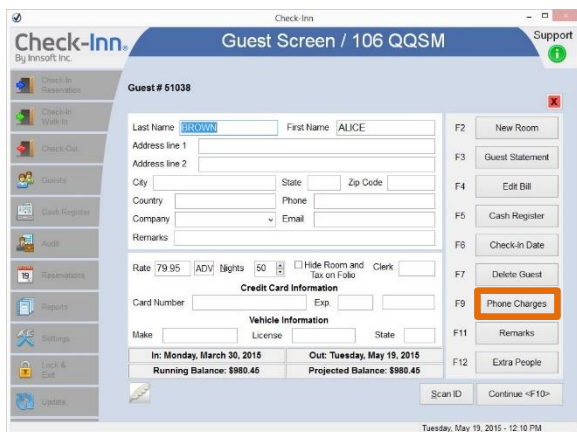 Check-Inn
Check-Inn®
By Innsoft Inc.
Guest Screen / 106 QQSM
Support
Check-In Reservation
Check-In Walk-In
Check-Out
Guests
Cash Register
Audit
19 Reservations
Reports
Settings
Lock & Exit
Update
Guest # 51038
X
Last Name BROWN First Name ALICE
Address line 1
Address line 2
City State Zip Code
Country Phone
Company Email
Remarks
Rate 79.95 ADV Nights 50 Hide Room and Tax on Folio Clerk
Credit Card Information
Card Number Exp.
Vehicle Information
Make License State
In: Monday, March 30, 2015 Out: Tuesday, May 19, 2015
Running Balance: $980.45 Projected Balance: $980.45
F2 New Room
F3 Guest Statement
F4 Edit Bill
F5 Cash Register
F6 Check-In Date
F7 Delete Guest
F9 Phone Charges
F11 Remarks
F12 Extra People
Scan ID Continue <F10>
Tuesday, May 19, 2015 - 12:10 PM